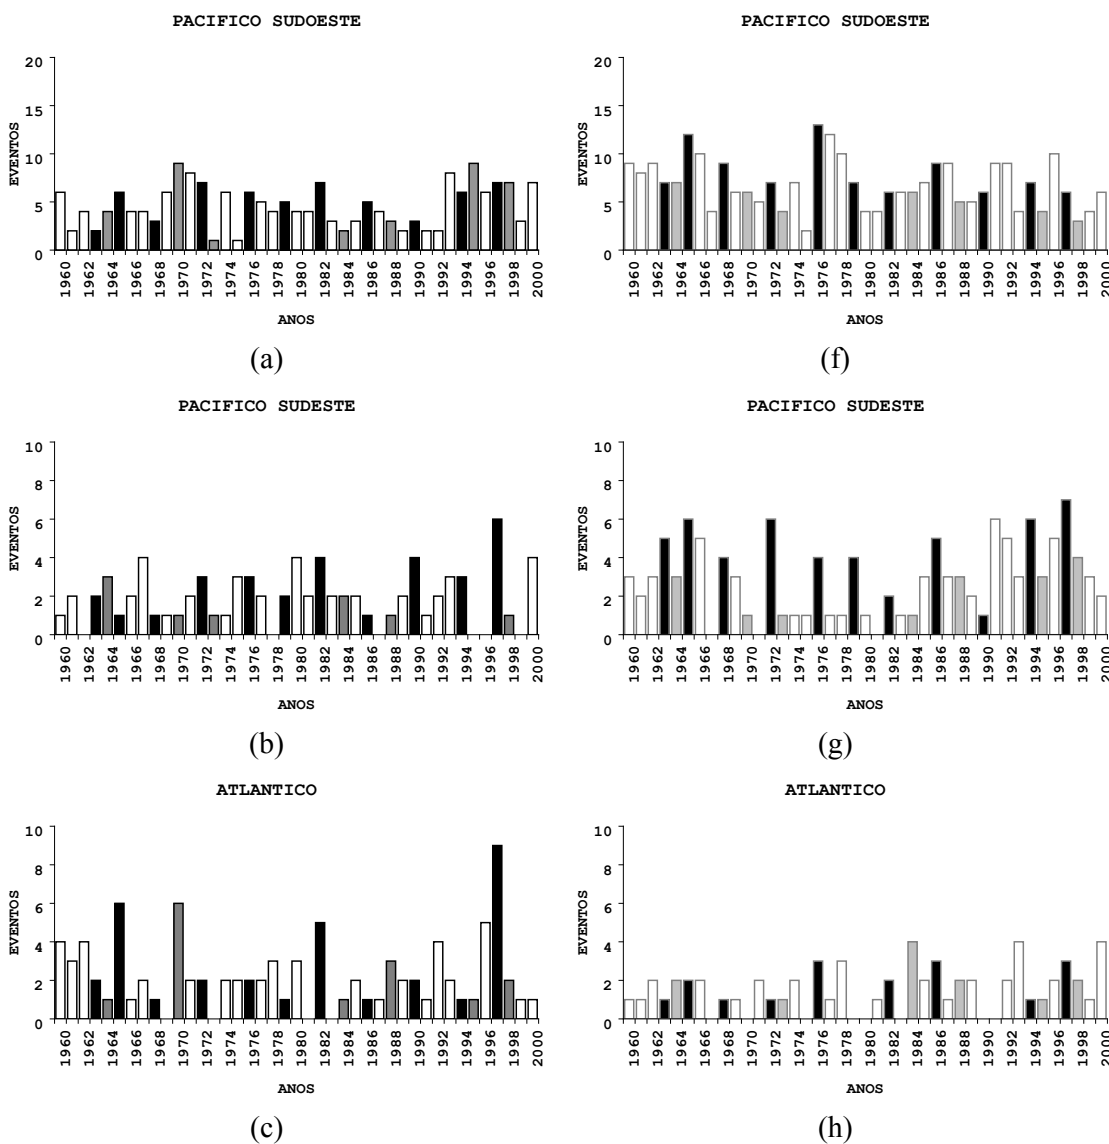 PACIFICO SUDOESTE
EVENTOS
20
15
10
5
0
1960 1962 1964 1966 1968 1970 1972 1974 1976 1978 1980 1982 1984 1986 1988 1990 1992 1994 1996 1998 2000
ANOS
(a)
PACIFICO SUDOESTE
EVENTOS
20
15
10
5
0
1960 1962 1964 1966 1968 1970 1972 1974 1976 1978 1980 1982 1984 1986 1988 1990 1992 1994 1996 1998 2000
ANOS
(f)
PACIFICO SUDESTE
EVENTOS
10
8
6
4
2
0
1960 1962 1964 1966 1968 1970 1972 1974 1976 1978 1980 1982 1984 1986 1988 1990 1992 1994 1996 1998 2000
ANOS
(b)
PACIFICO SUDESTE
EVENTOS
10
8
6
4
2
0
1960 1962 1964 1966 1968 1970 1972 1974 1976 1978 1980 1982 1984 1986 1988 1990 1992 1994 1996 1998 2000
ANOS
(g)
ATLANTICO
EVENTOS
10
8
6
4
2
0
1960 1962 1964 1966 1968 1970 1972 1974 1976 1978 1980 1982 1984 1986 1988 1990 1992 1994 1996 1998 2000
ANOS
(c)
ATLANTICO
EVENTOS
10
8
6
4
2
0
1960 1962 1964 1966 1968 1970 1972 1974 1976 1978 1980 1982 1984 1986 1988 1990 1992 1994 1996 1998 2000
ANOS
(h)